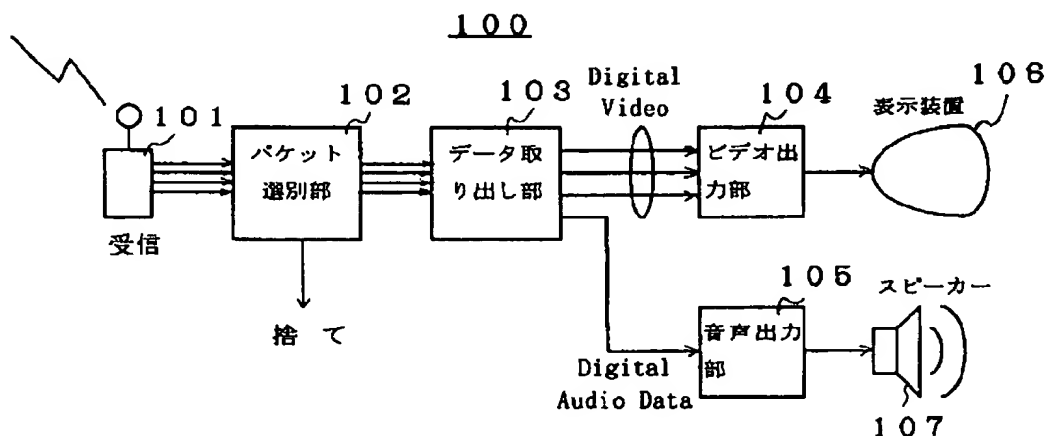 １００
Digital
Video
１０１
１０２
１０３
１０４
１０６
表示装置
パケット
選別部
データ取
り出し部
ビデオ出
力部
受信
捨て
１０５
スピーカー
音声出力
部
Digital
Audio Data
１０７